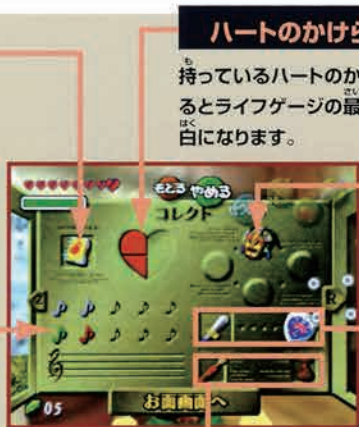 ハートのかけら
持っているハートのか
るとライフゲージの最
白になります。
もどる やめる
コレクト
Z
R
お面画面へ
05